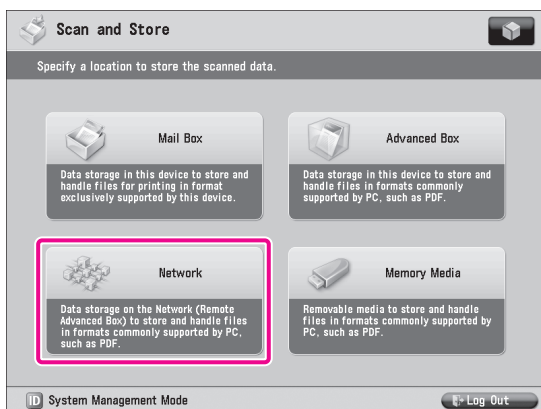 Scan and Store
Specify a location to store the scanned data.
Mail Box
Data storage in this device to store and
handle files for printing in format
exclusively supported by this device.
Advanced Box
Data storage in this device to store and
handle files in formats commonly
supported by PC, such as PDF.
Network
Data storage on the Network (Remote
Advanced Box) to store and handle files
in formats commonly supported by PC,
such as PDF.
Memory Media
Removable media to store and handle
files in formats commonly supported by
PC, such as PDF.
ID System Management Mode
Log Out